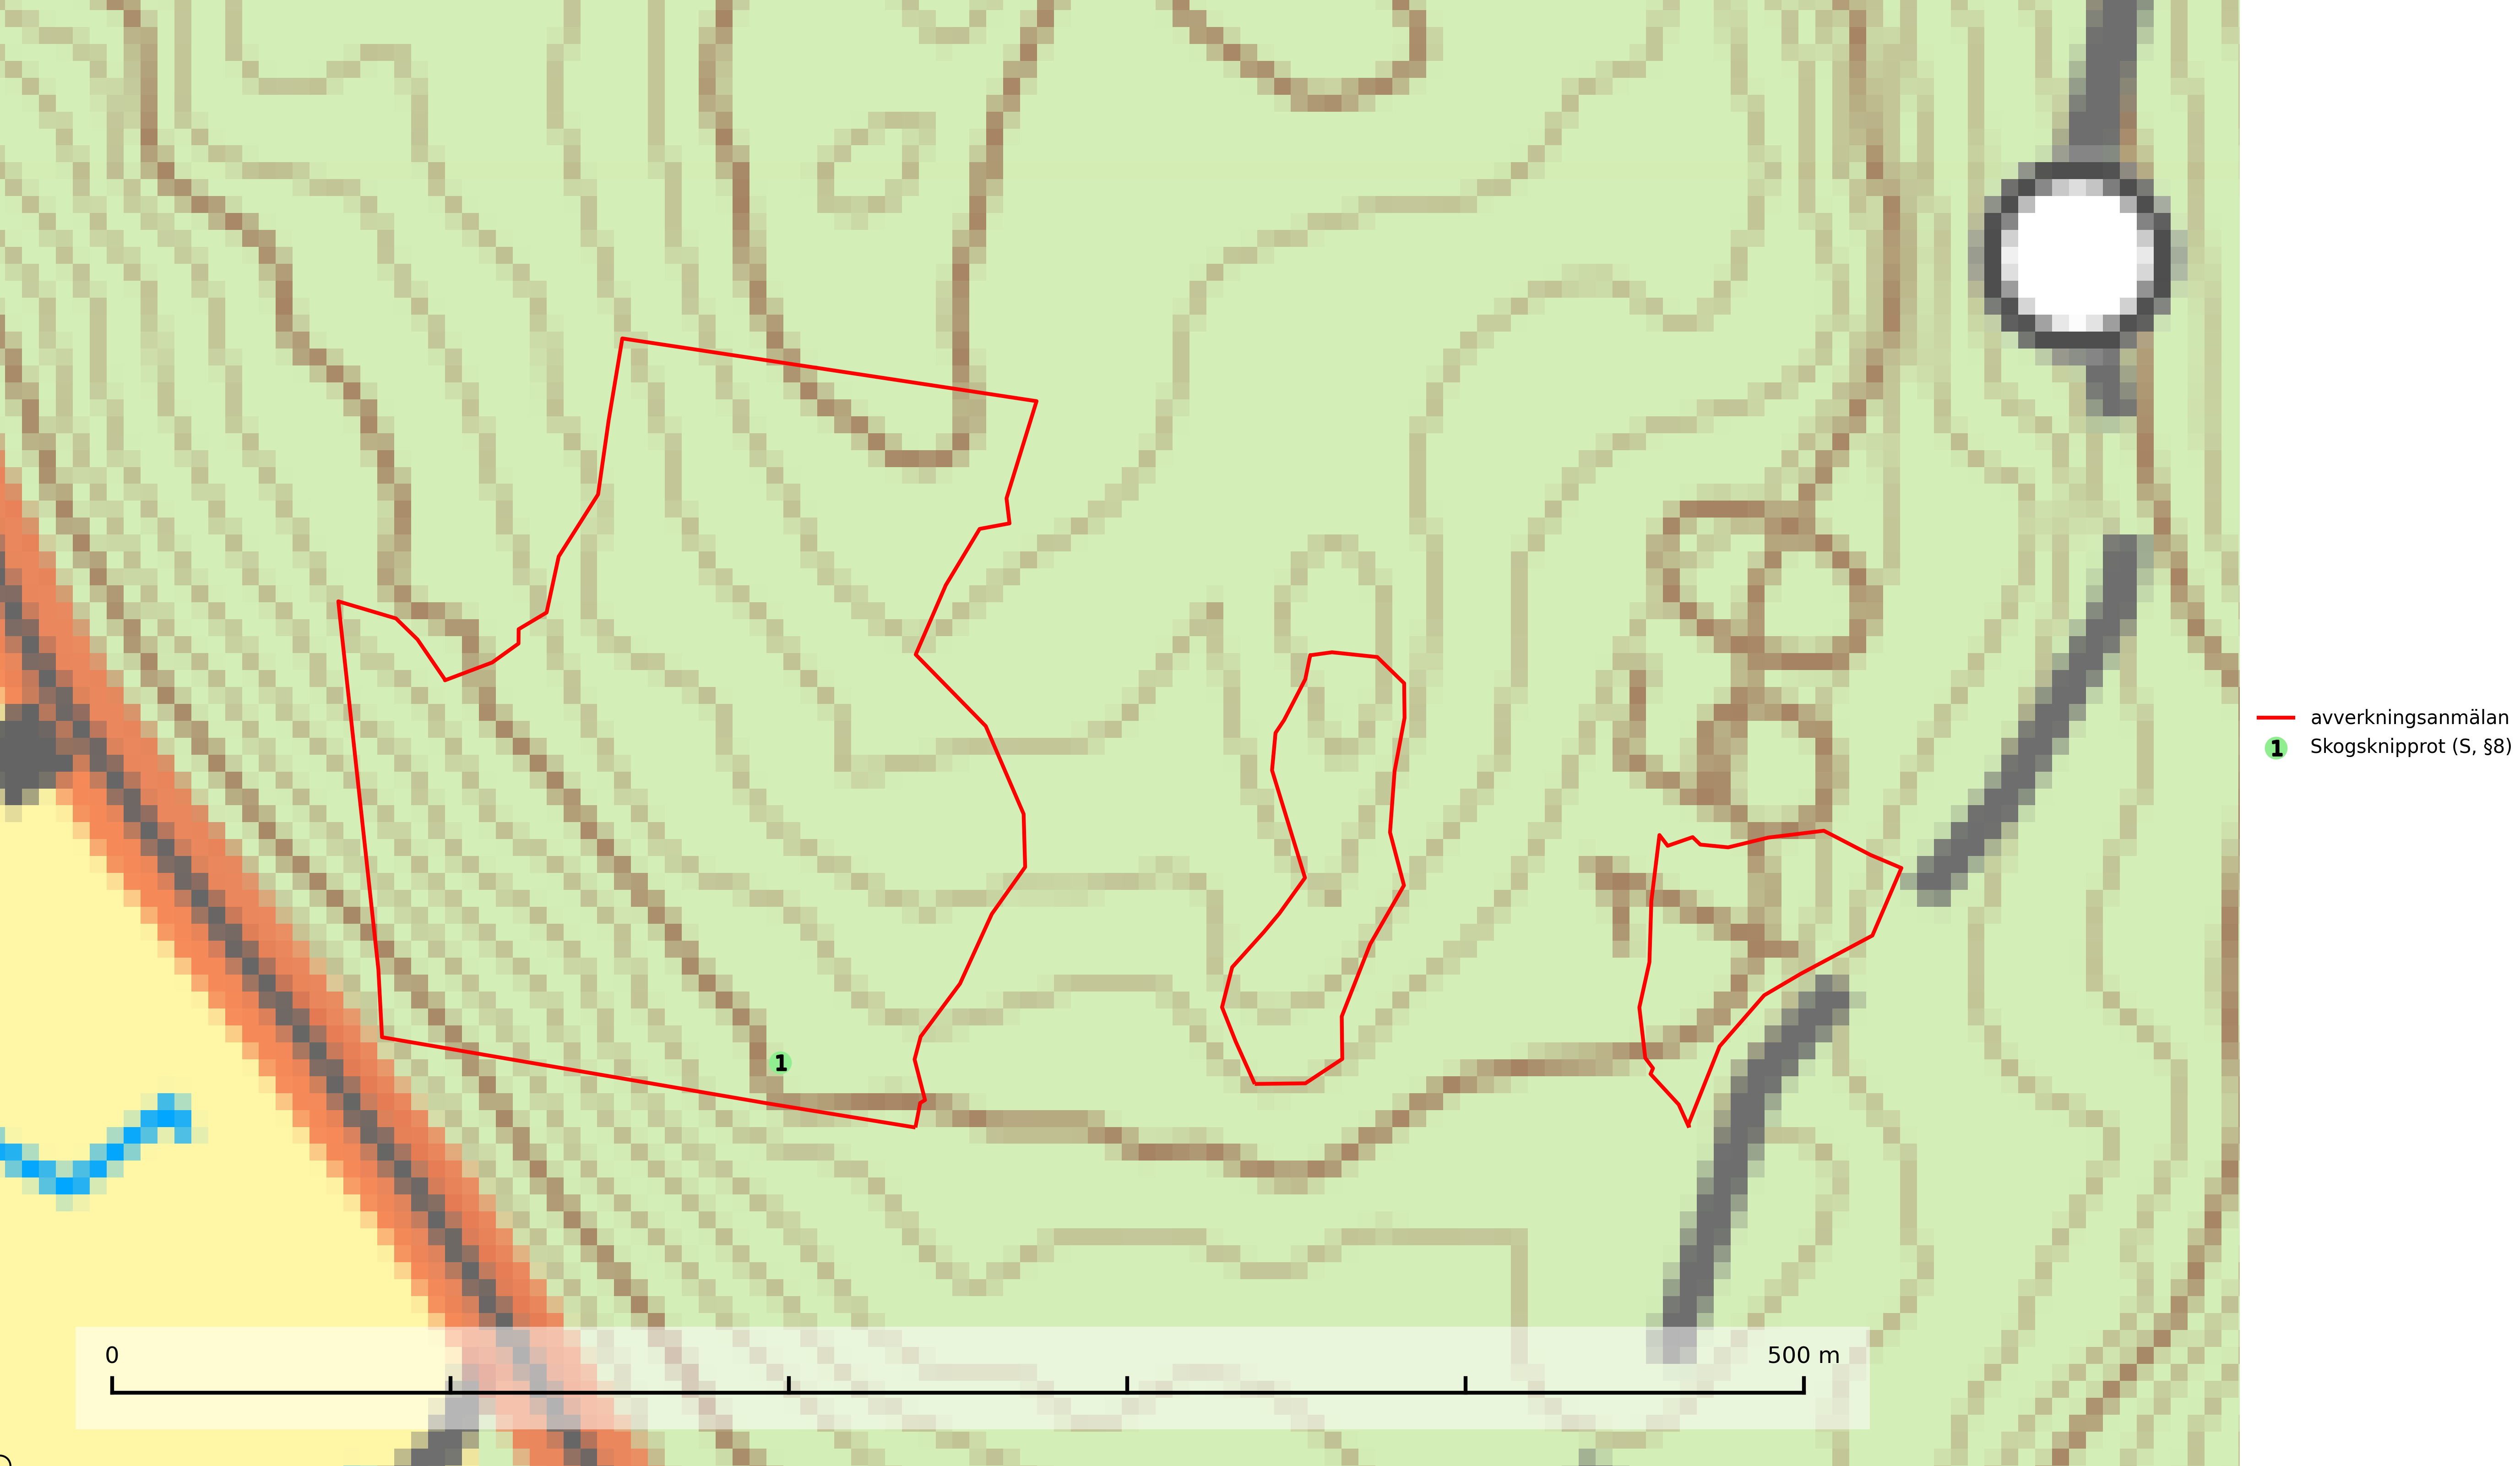 avverkningsanmälan
1 Skogsknipprot (S, §8)
1
0 500 m